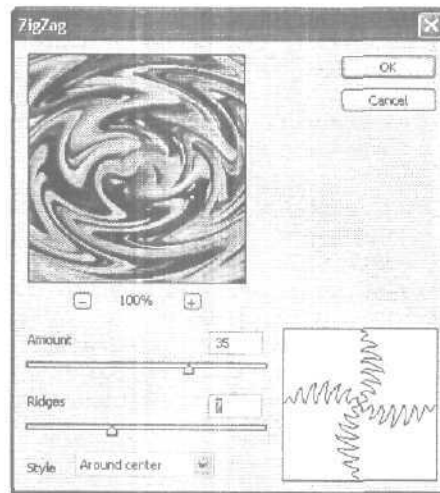 ZigZag
OK
Cancel
100%
Amount
35
Ridges
7
Style
Around center